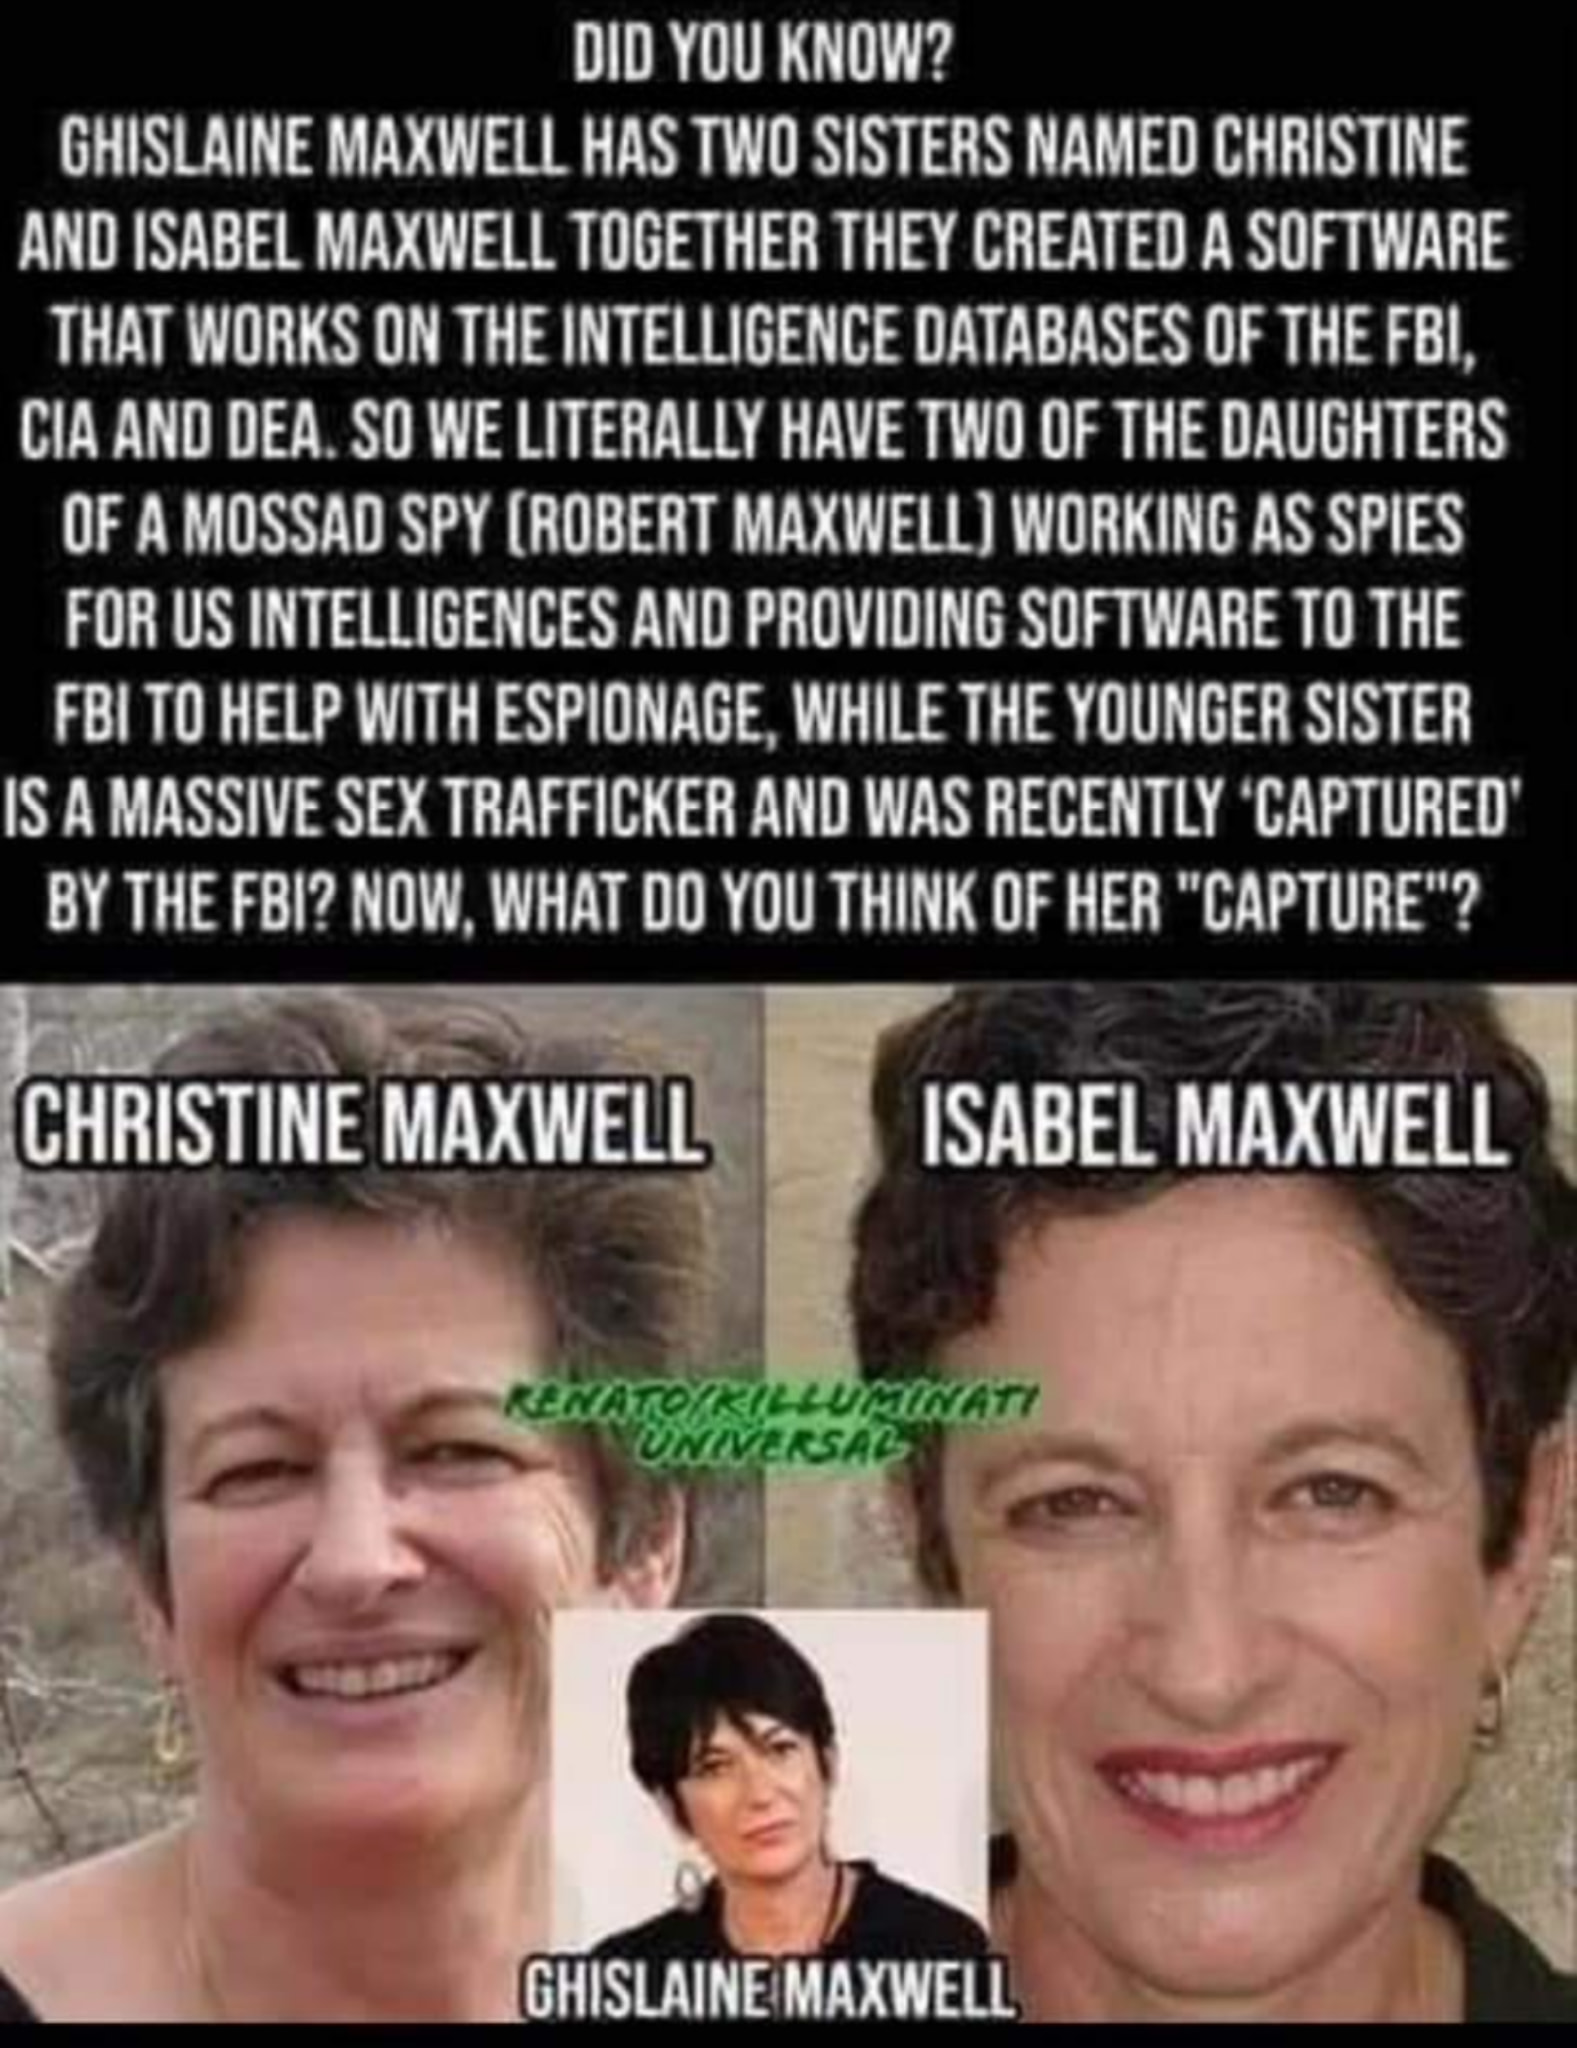 DID YOU KNOW?
GHISLAINE MAXWELL HAS TWO SISTERS NAMED CHRISTINE
AND ISABEL MAXWELL TOGETHER THEY CREATED A SOFTWARE
THAT WORKS ON THE INTELLIGENCE DATABASES OF THE FBI,
CIA AND DEA. SO WE LITERALLY HAVE TWO OF THE DAUGHTERS
OF A MOSSAD SPY (ROBERT MAXWELL) WORKING AS SPIES
FOR US INTELLIGENCES AND PROVIDING SOFTWARE TO THE
FBI TO HELP WITH ESPIONAGE, WHILE THE YOUNGER SISTER
IS A MASSIVE SEX TRAFFICKER AND WAS RECENTLY 'CAPTURED'
BY THE FBI? NOW, WHAT DO YOU THINK OF HER "CAPTURE"?
CHRISTINE MAXWELL
ISABEL MAXWELL
RENATO/KILLUMINATI
UNIVERSAL
GHISLAINE MAXWELL